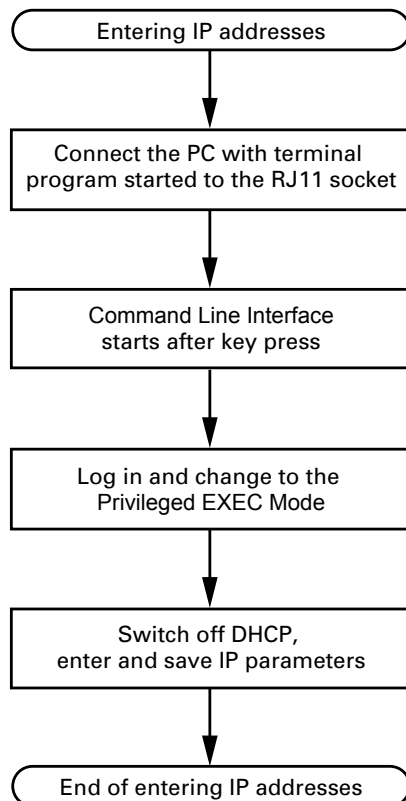 Entering IP addresses
Connect the PC with terminal
program started to the RJ11 socket
Command Line Interface
starts after key press
Log in and change to the
Privileged EXEC Mode
Switch off DHCP,
enter and save IP parameters
End of entering IP addresses